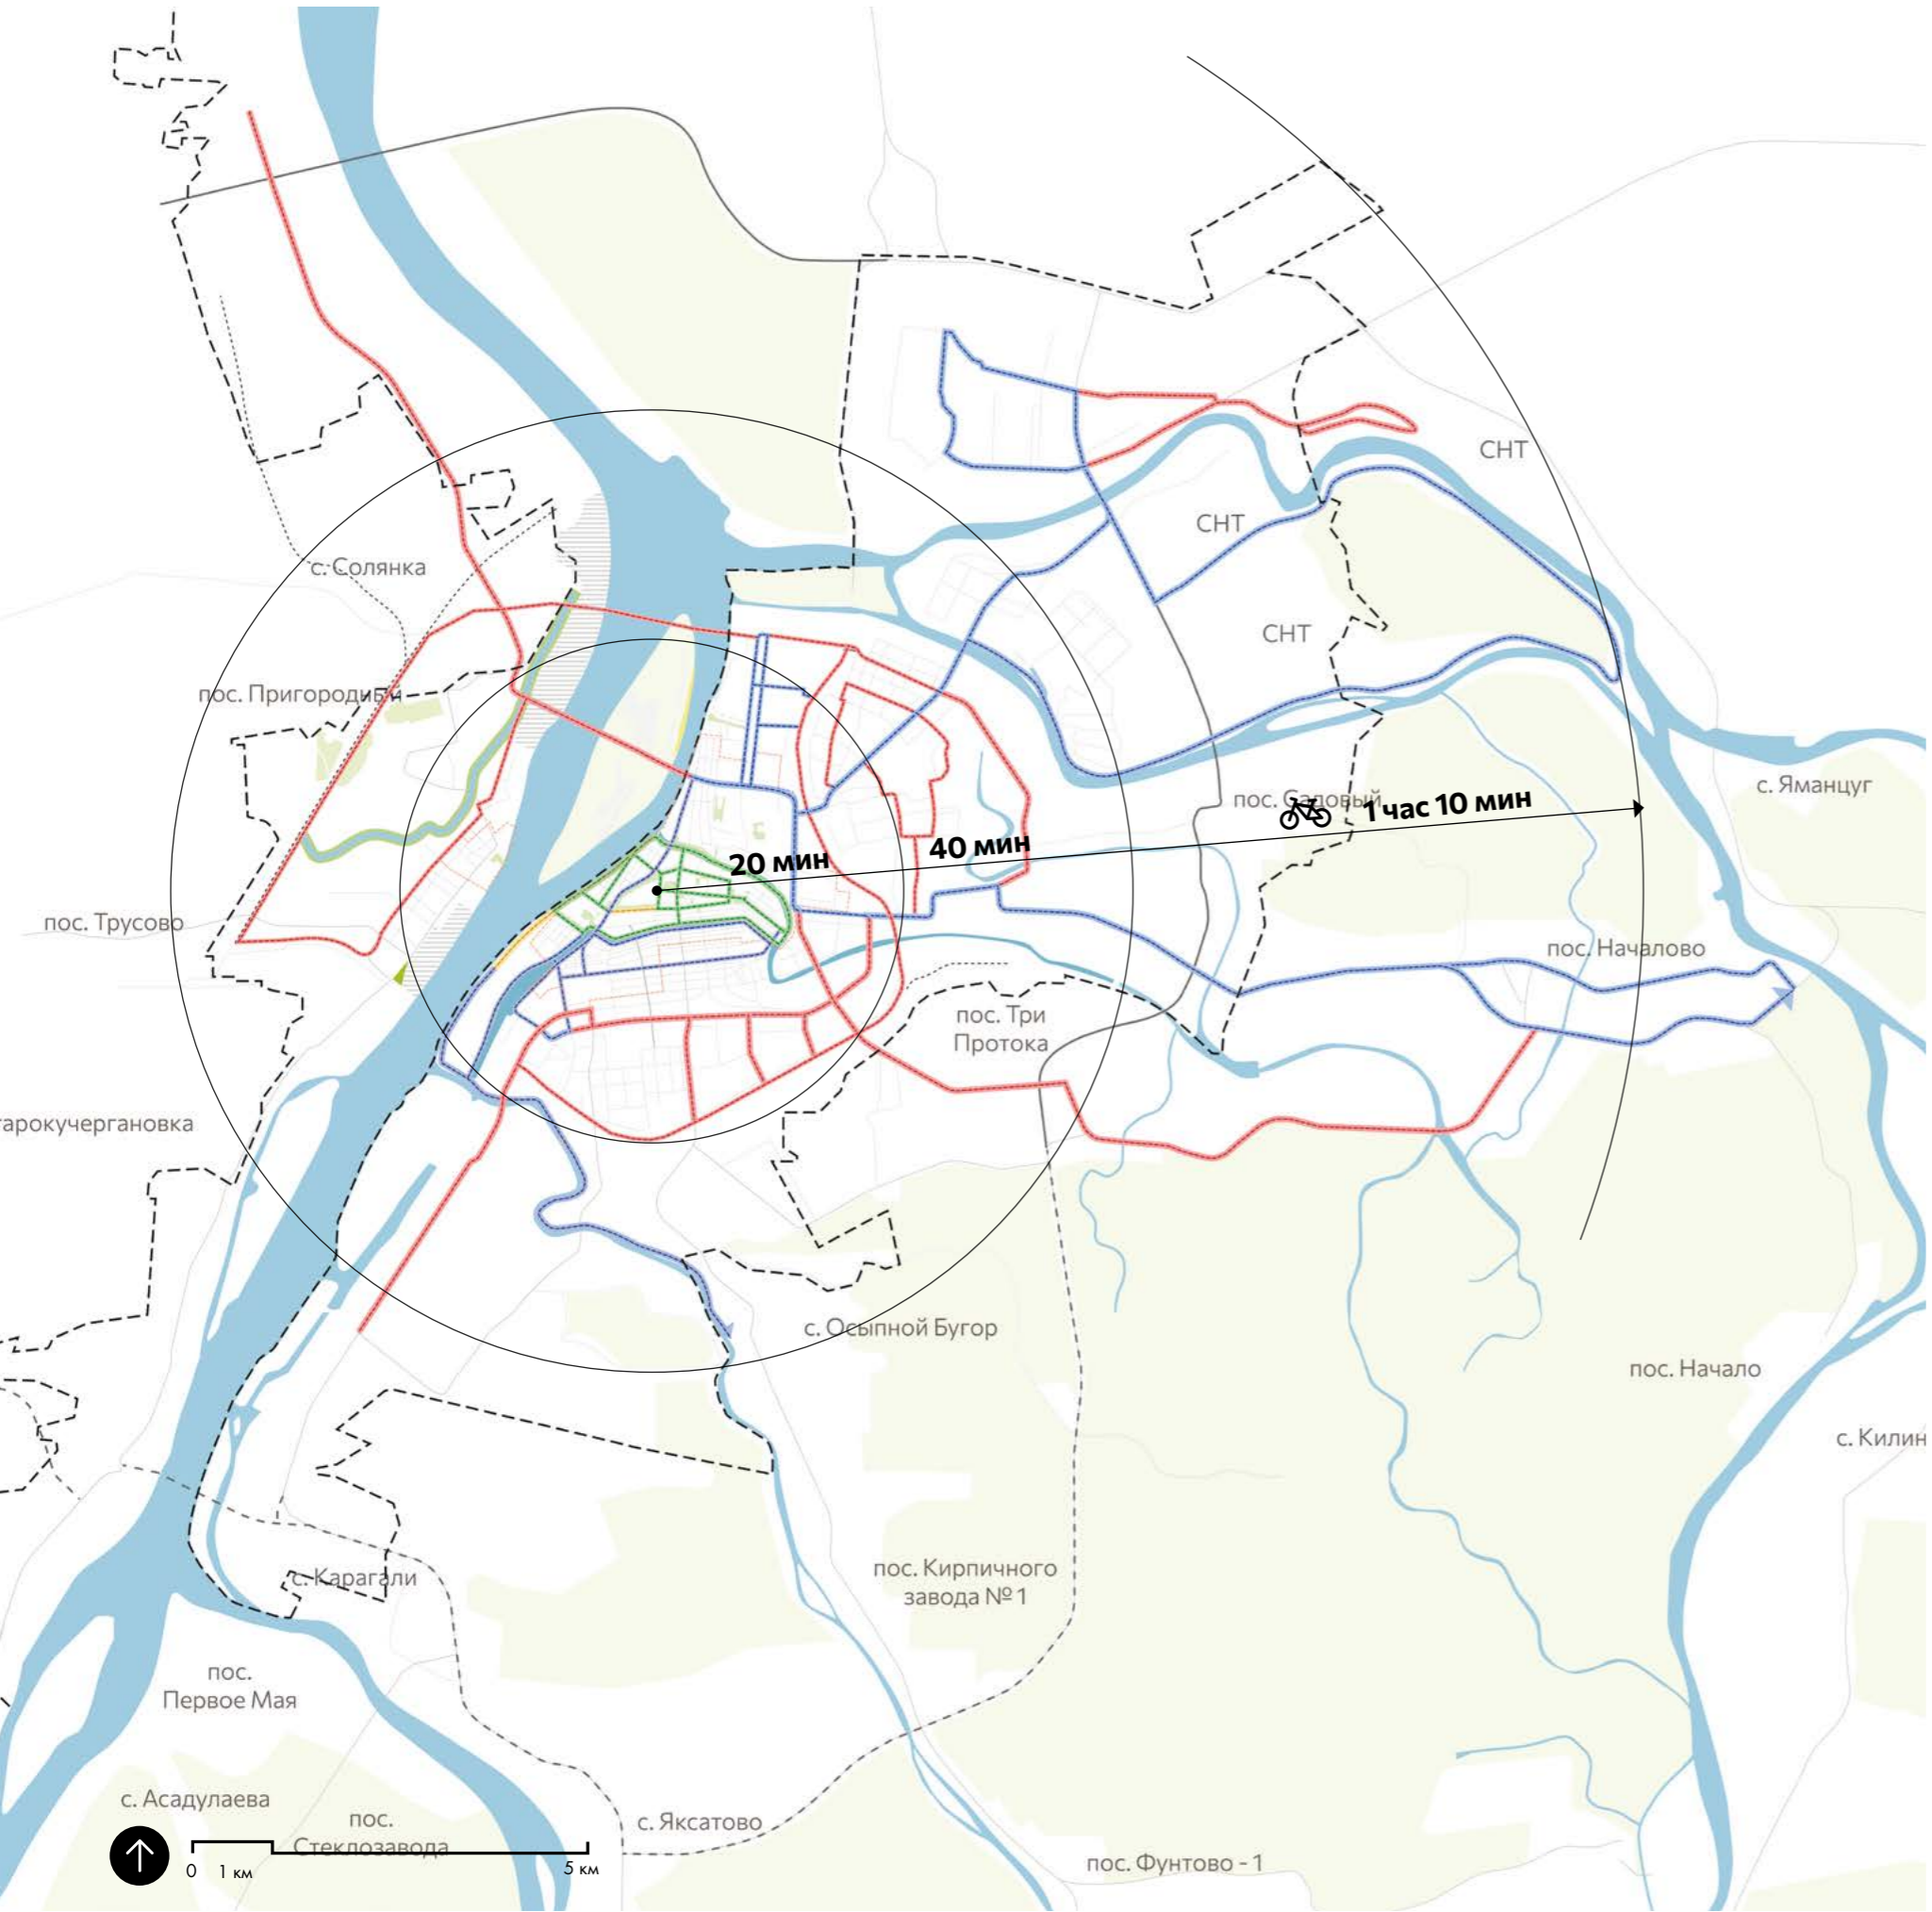 СНТ
СНТ
с. Солянка
СНТ
пос. Пригородный
с. Яманцуг
пос. Садовый
1 час 10 мин
40 мин
20 мин
пос. Трусово
пос. Началово
пос. Три
Протока
тарокучергановка
с. Осыпной Бугор
пос. Начало
с. Килин
пос. Кирпичного
завода № 1
с. Карагали
пос.
Первое Мая
с. Асадулаева
пос.
Стеклозавода
с. Яксатово
пос. Фунтово - 1
0 1 км 5 км